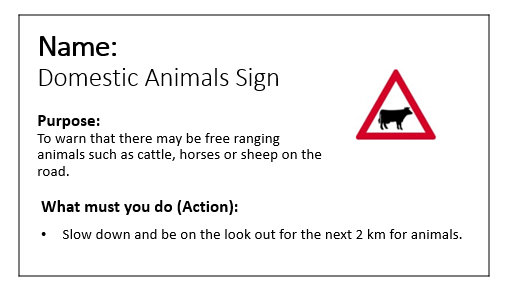 Name:
Domestic Animals Sign
Purpose:
To warn that there may be free ranging
animals such as cattle, horses or sheep on the
road.
What must you do (Action):
• Slow down and be on the look out for the next 2 km for animals.